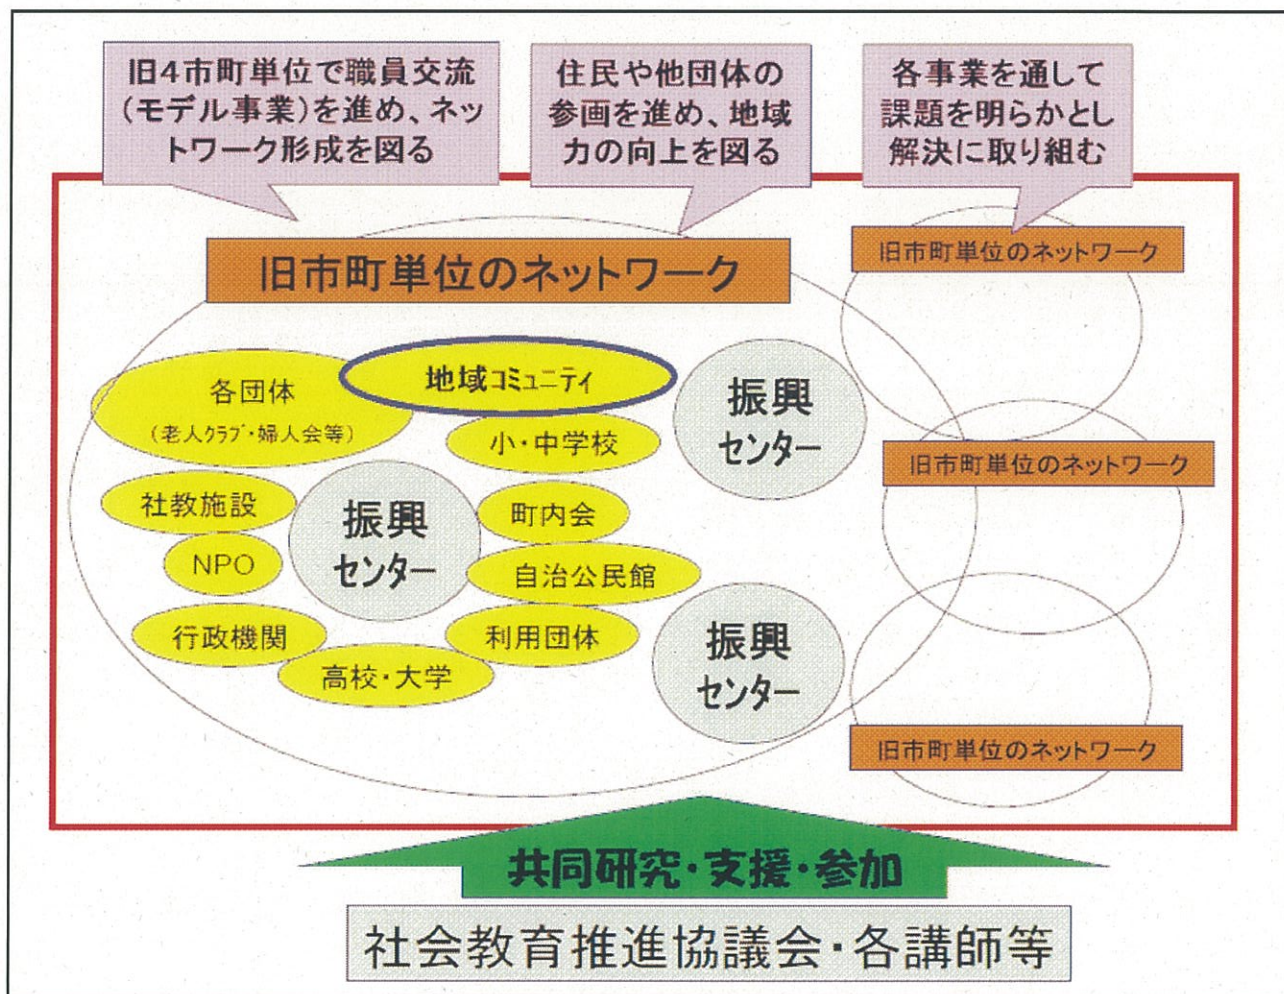 旧4市町単位で職員交流
(モデル事業)を進め、ネッ
トワーク形成を図る
住民や他団体の
参画を進め、地域
力の向上を図る
各事業を通して
課題を明らかとし
解決に取り組む
旧市町単位のネットワーク
旧市町単位のネットワーク
各団体
(老人クラブ・婦人会等)
地域コミュニティ
振興
センター
小・中学校
旧市町単位のネットワーク
社教施設
振興
センター
町内会
NPO
自治公民館
行政機関
利用団体
振興
センター
高校・大学
旧市町単位のネットワーク
共同研究・支援・参加
社会教育推進協議会・各講師等